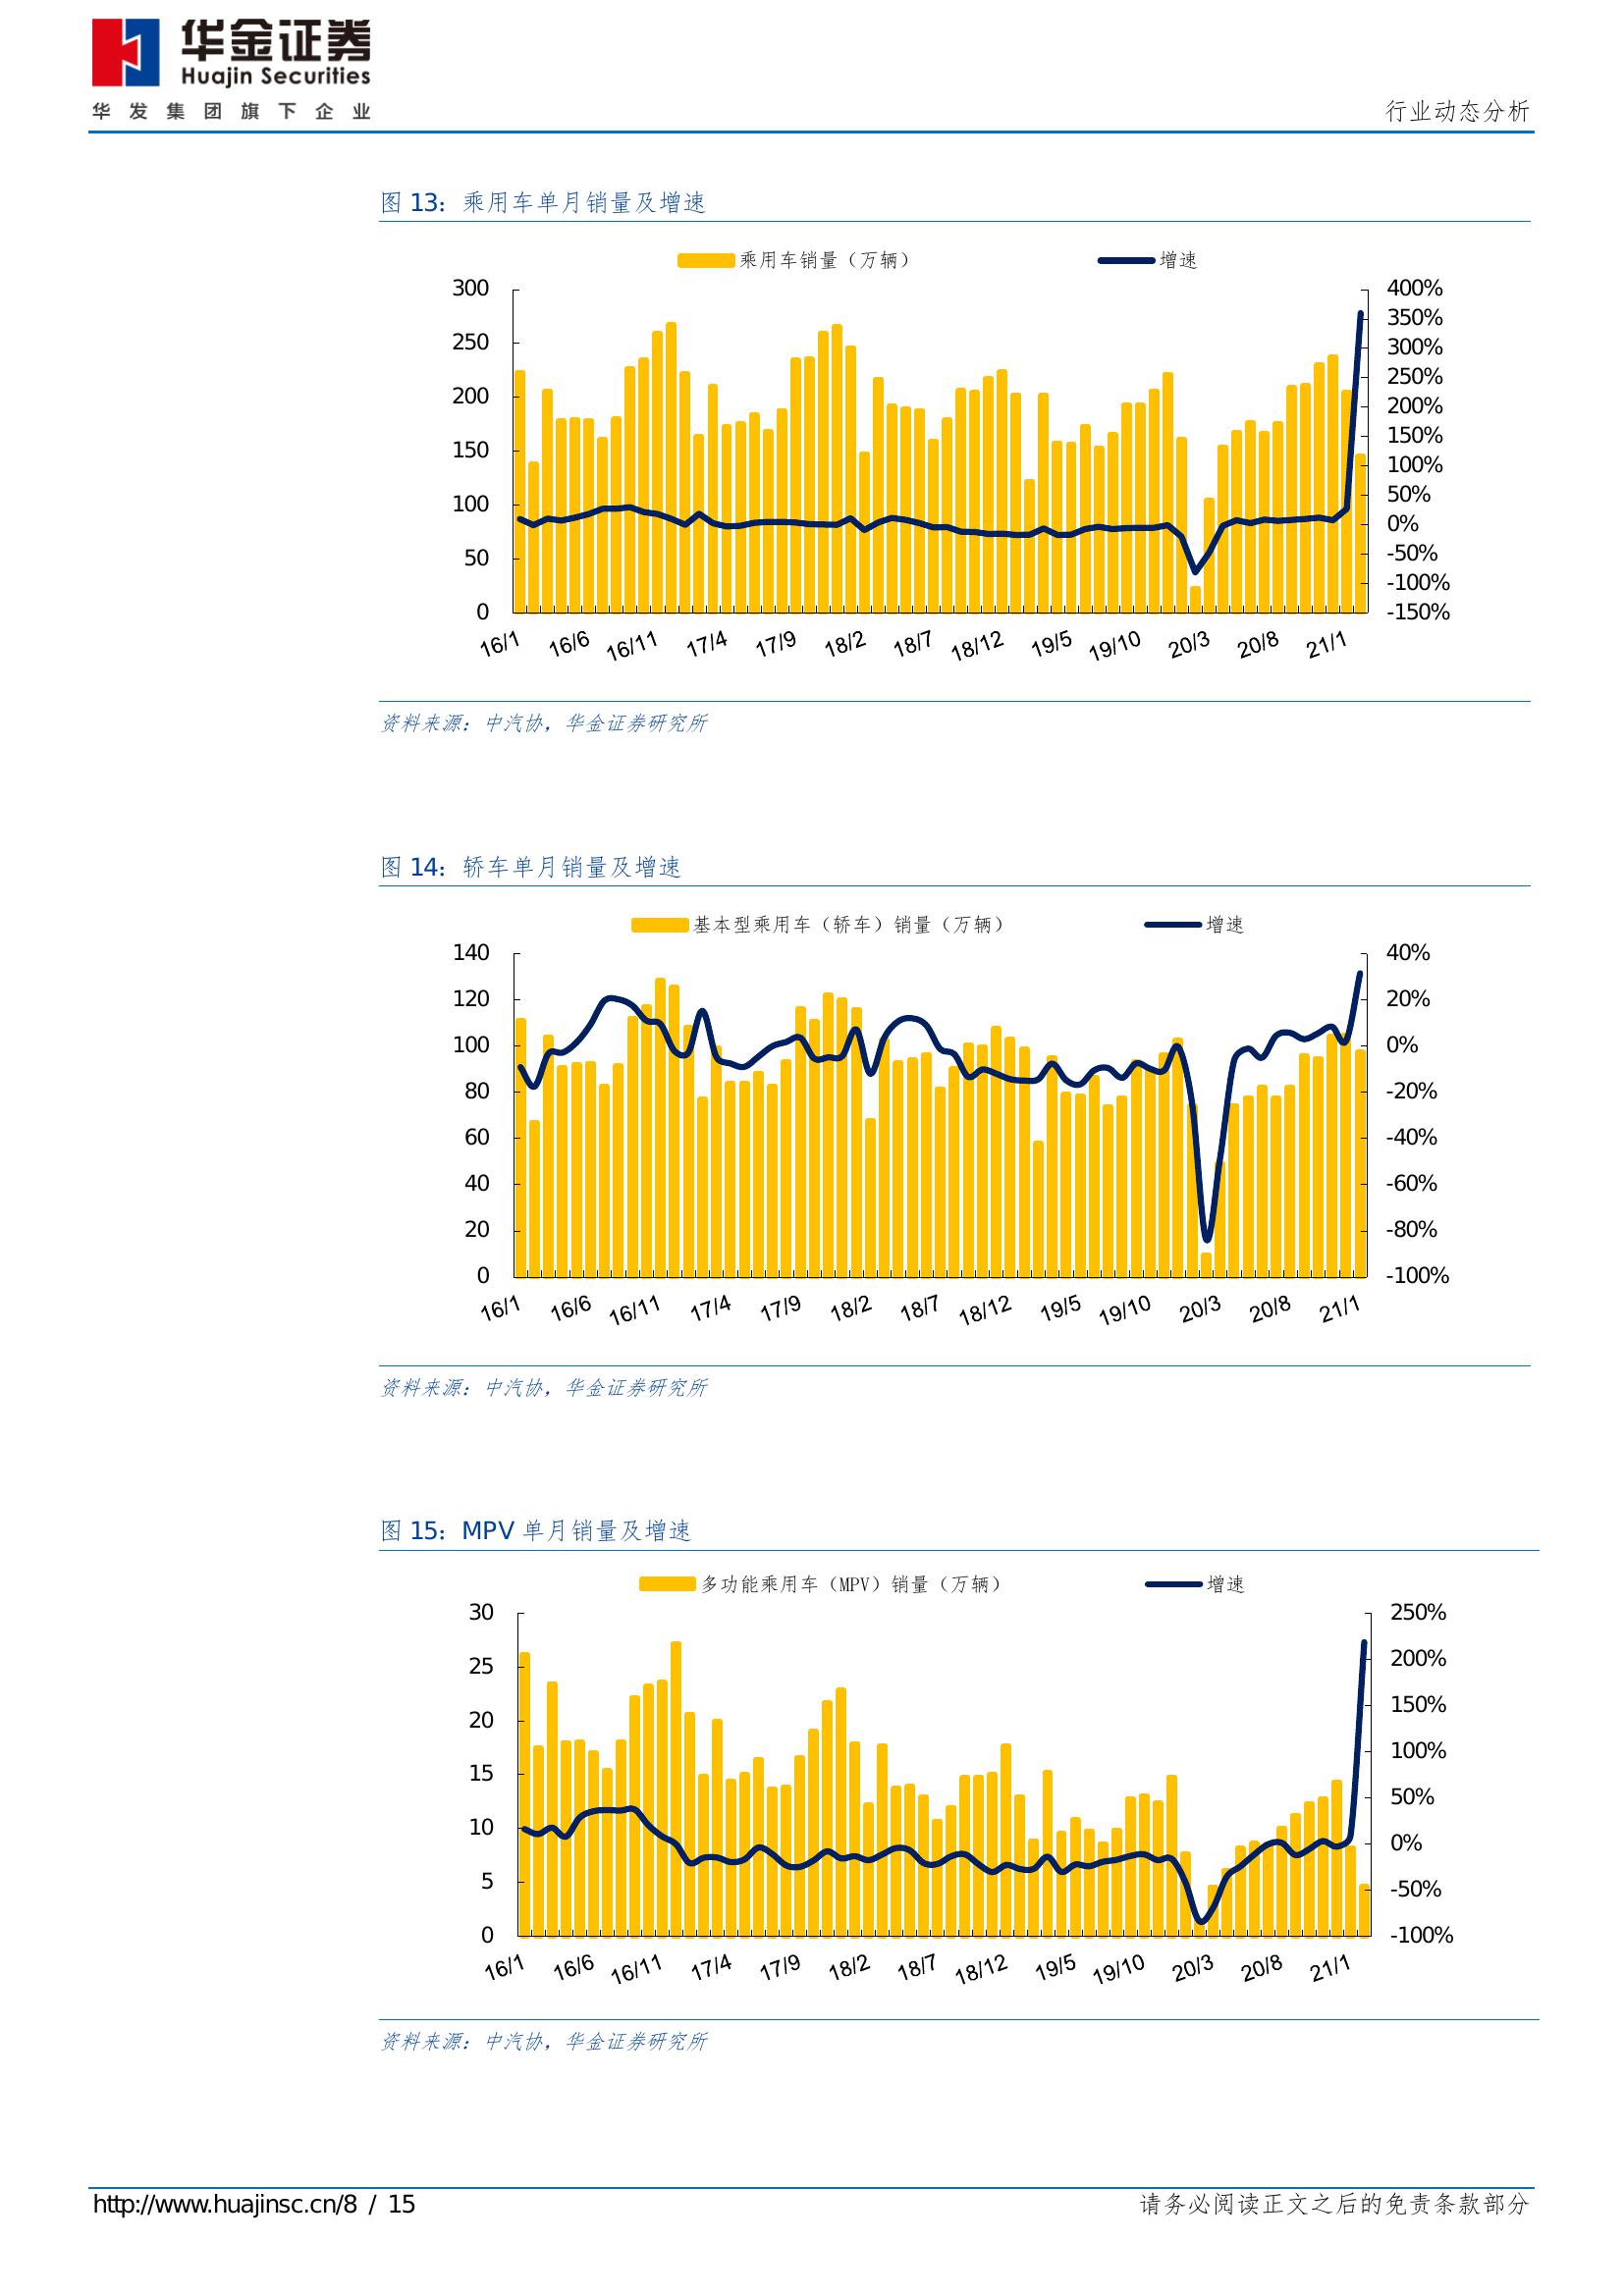 华金证券
Huajin Securities
华发集团旗下企业
行业动态分析
图 13：乘用车单月销量及增速
乘用车销量（万辆） 增速
300 400%
350%
250 300%
250%
200 200%
150 150%
100%
100 50%
0%
50 -50%
-100%
0 -150%
16/1 16/6 16/11 17/4 17/9 18/2 18/7 18/12 19/5 19/10 20/3 20/8 21/1
资料来源：中汽协，华金证券研究所
图 14：轿车单月销量及增速
基本型乘用车（轿车）销量（万辆） 增速
140 40%
120 20%
100 0%
80 -20%
60 -40%
40 -60%
20 -80%
0 -100%
16/1 16/6 16/11 17/4 17/9 18/2 18/7 18/12 19/5 19/10 20/3 20/8 21/1
资料来源：中汽协，华金证券研究所
图 15：MPV 单月销量及增速
多功能乘用车（MPV）销量（万辆） 增速
30 250%
25 200%
20 150%
15 100%
50%
10 0%
5 -50%
0 -100%
16/1 16/6 16/11 17/4 17/9 18/2 18/7 18/12 19/5 19/10 20/3 20/8 21/1
资料来源：中汽协，华金证券研究所
http://www.huajinsc.cn/8 / 15 请务必阅读正文之后的免责条款部分